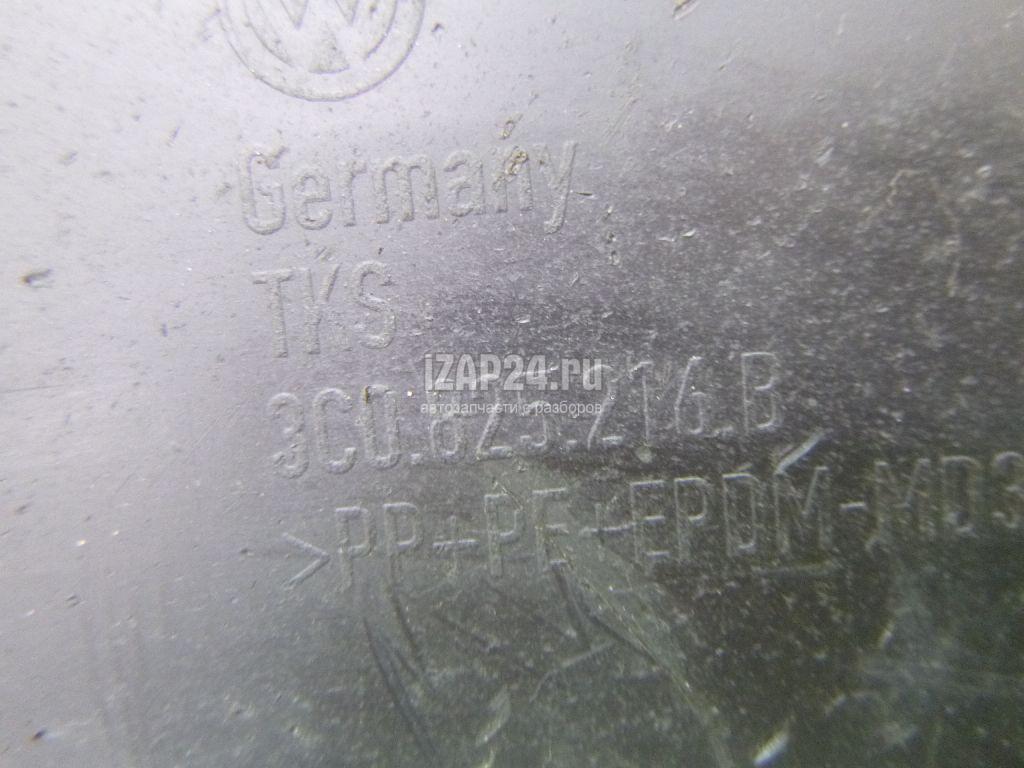 Germany
TKS
iZAP24.ru
автозапчасти с разборов
3C0.825.216.B
>PP+PE+EPDM-MD3